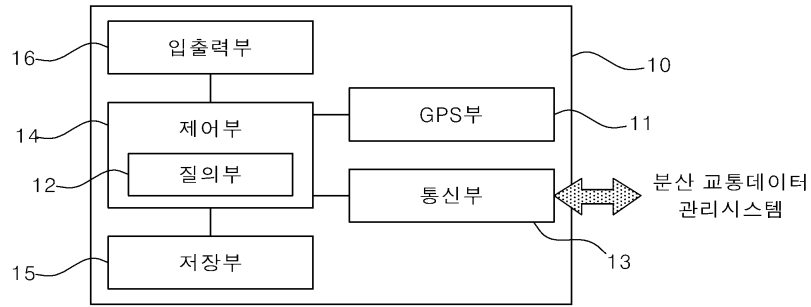 16
입출력부
10
14
제어부
GPS부
11
12
질의부
통신부
분산 교통데이터
관리시스템
13
15
저장부